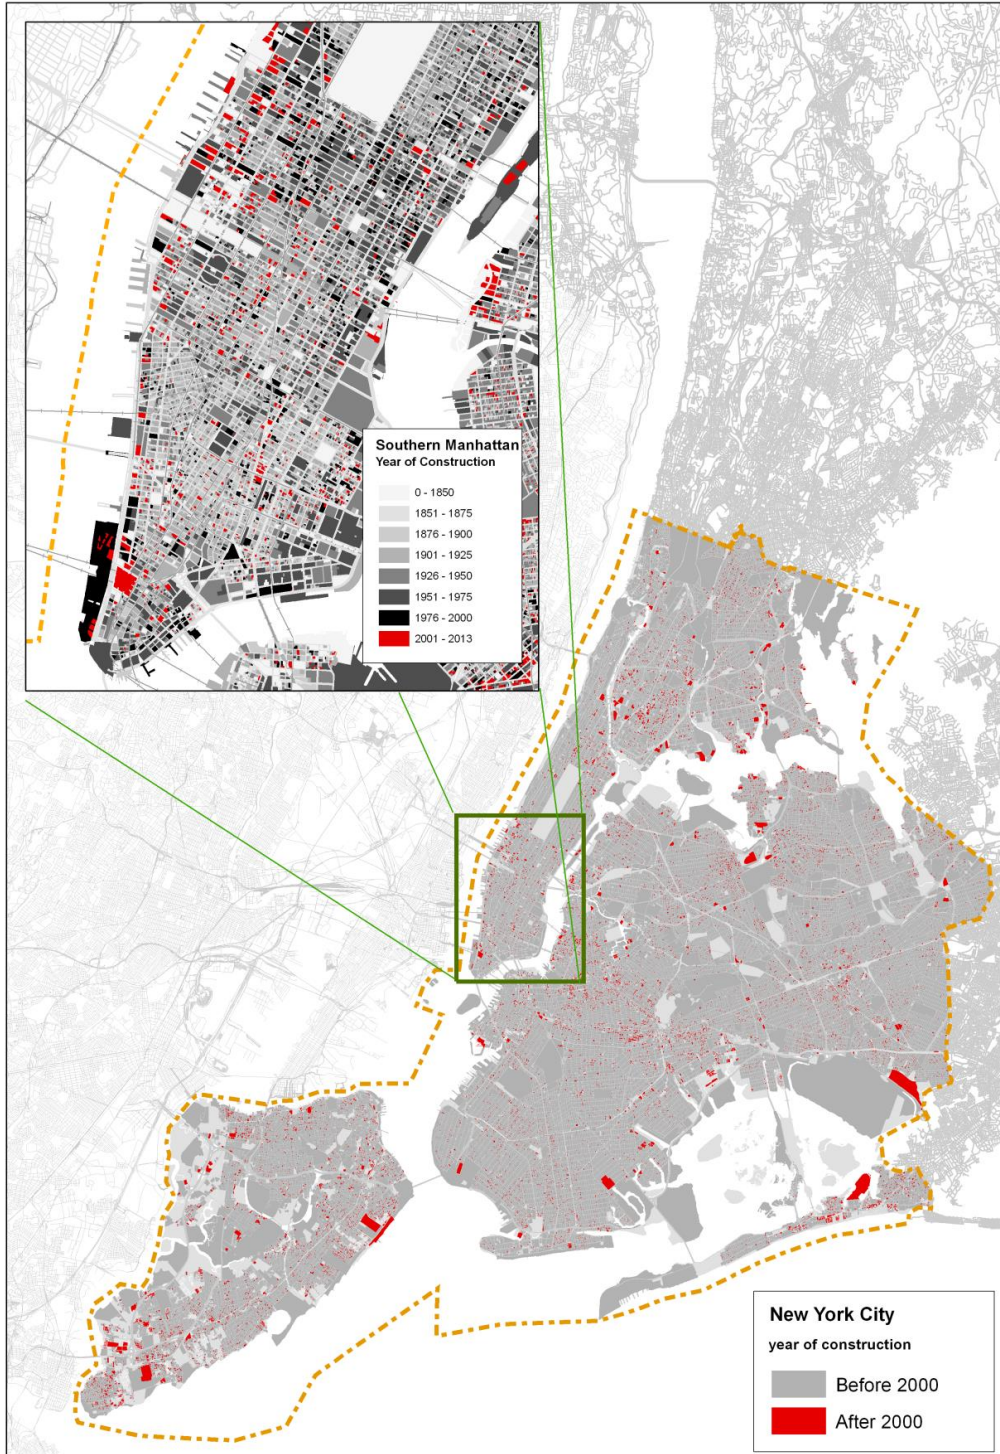 Southern Manhattan
Year of Construction
0 - 1850
1851 - 1875
1876 - 1900
1901 - 1925
1926 - 1950
1951 - 1975
1976 - 2000
2001 - 2013
New York City
year of construction
Before 2000
After 2000